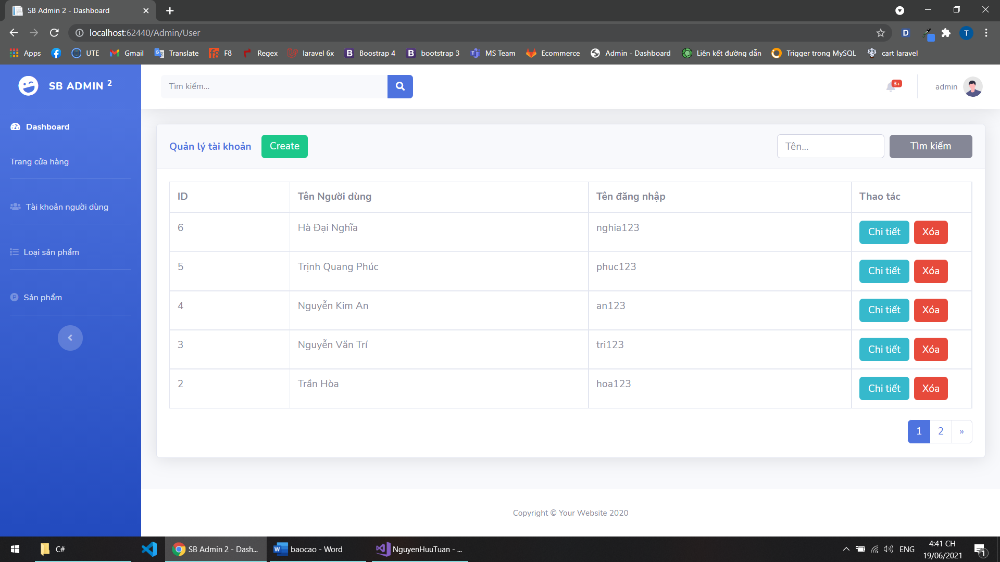 SB Admin 2 - Dashboard
localhost:62440/Admin/User
T
Apps
UTE
Gmail
Translate
F8
Regex
laravel 6x
Boostrap 4
bootstrap 3
MS Team
Ecommerce
Admin - Dashboard
Liên kết đường dẫn
Trigger trong MySQL
cart laravel
SB ADMIN 2
Tìm kiếm...
3+
admin
Dashboard
Trang cửa hàng
Tài khoản người dùng
Loại sản phẩm
Sản phẩm
Quản lý tài khoản
Create
Tên...
Tìm kiếm
ID Tên Người dùng Tên đăng nhập Thao tác
6 Hà Đại Nghĩa nghia123 Chi tiết Xóa
5 Trịnh Quang Phúc phuc123 Chi tiết Xóa
4 Nguyễn Kim An an123 Chi tiết Xóa
3 Nguyễn Văn Trí tri123 Chi tiết Xóa
2 Trần Hòa hoa123 Chi tiết Xóa
1 2 »
Copyright © Your Website 2020
C#
SB Admin 2 - Dash...
baocao - Word
NguyenHuuTuan - ...
ENG
4:41 CH
19/06/2021
1